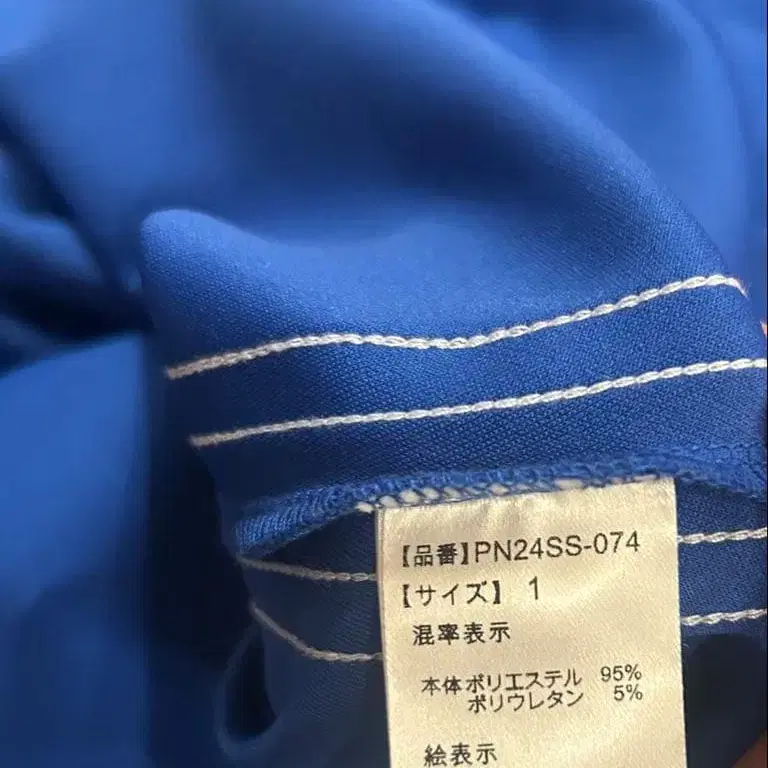 【品番】PN24SS-074
【サイズ】 1
混率表示
本体ポリエステル 95%
ポリウレタン 5%
絵表示